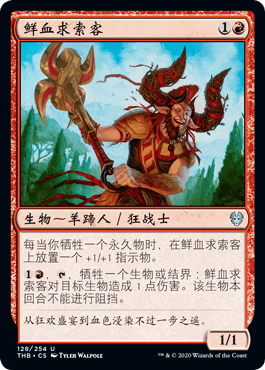 鲜血求索客 1
生物～羊蹄人／狂战士
每当你牺牲一个永久物时，在鲜血求索客
上放置一个+1/+1指示物。
1，，牺牲一个生物或结界：鲜血求
索客对目标生物造成1点伤害。该生物本
回合不能进行阻挡。
从狂欢盛宴到血色浸染不过一步之遥。
1/1
128/254 U
THB • CS TYLER WALPOLE
™ & © 2020 Wizards of the Coast